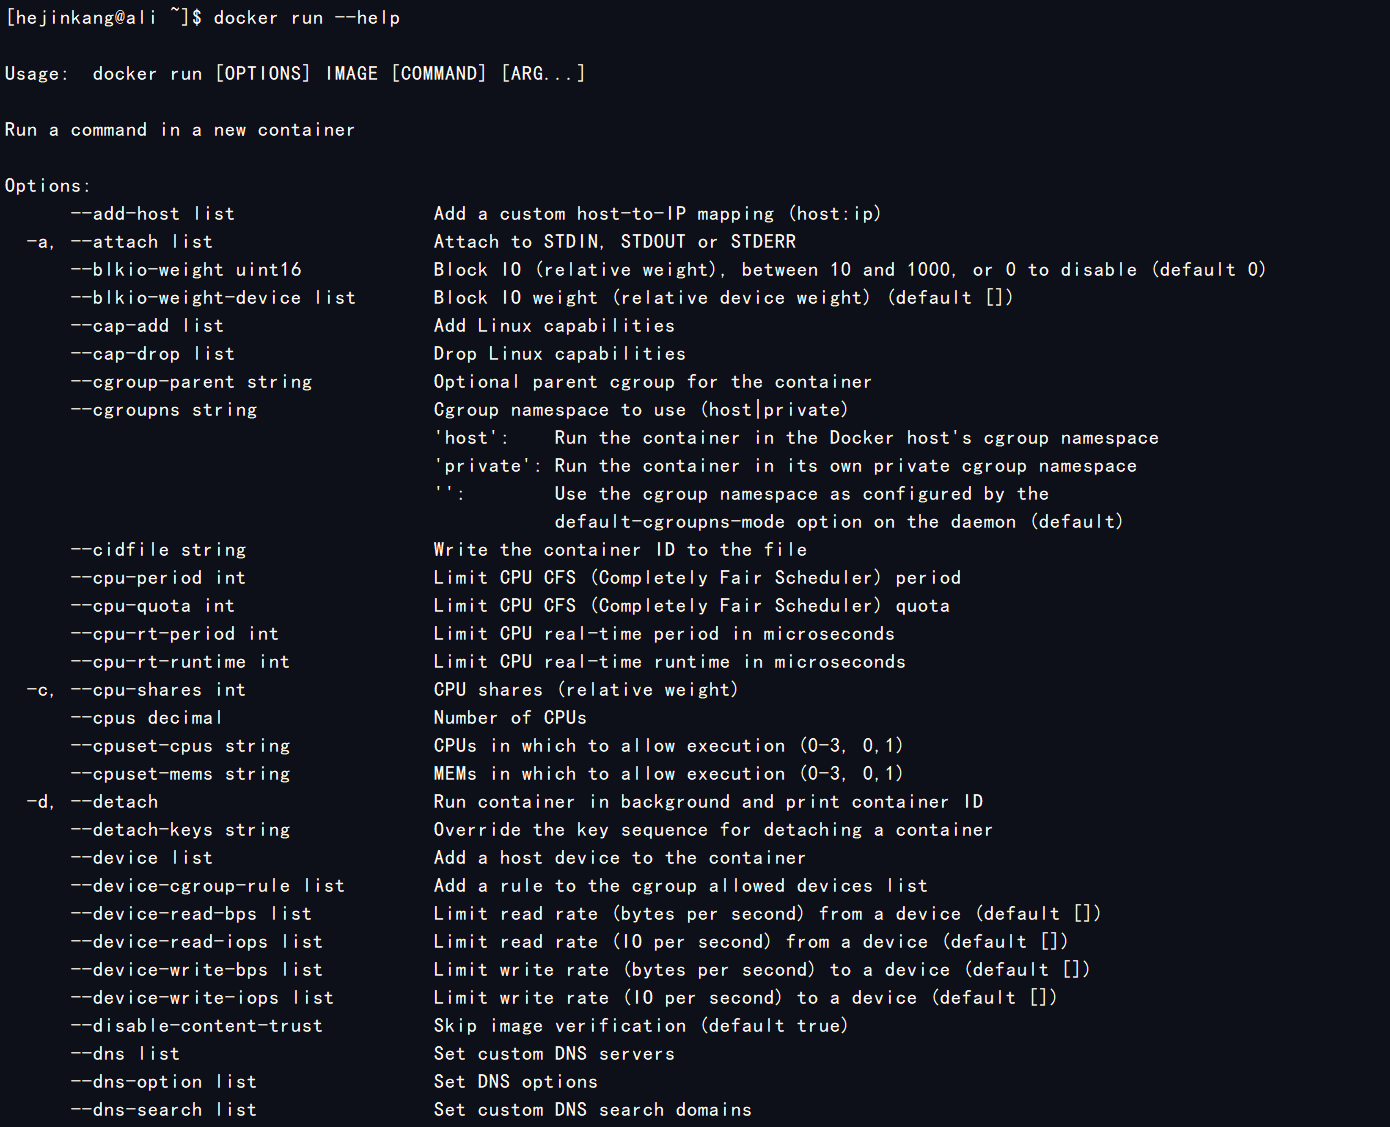 [hejinkang@ali ~]$ docker run --help
Usage:  docker run [OPTIONS] IMAGE [COMMAND] [ARG...]
Run a command in a new container
Options:
      --add-host list                  Add a custom host-to-IP mapping (host:ip)
  -a, --attach list                    Attach to STDIN, STDOUT or STDERR
      --blkio-weight uint16            Block IO (relative weight), between 10 and 1000, or 0 to disable (default 0)
      --blkio-weight-device list       Block IO weight (relative device weight) (default [])
      --cap-add list                   Add Linux capabilities
      --cap-drop list                  Drop Linux capabilities
      --cgroup-parent string           Optional parent cgroup for the container
      --cgroupns string                Cgroup namespace to use (host|private)
                                       'host':    Run the container in the Docker host's cgroup namespace
                                       'private': Run the container in its own private cgroup namespace
                                       '':        Use the cgroup namespace as configured by the
                                                  default-cgroupns-mode option on the daemon (default)
      --cidfile string                 Write the container ID to the file
      --cpu-period int                 Limit CPU CFS (Completely Fair Scheduler) period
      --cpu-quota int                  Limit CPU CFS (Completely Fair Scheduler) quota
      --cpu-rt-period int              Limit CPU real-time period in microseconds
      --cpu-rt-runtime int             Limit CPU real-time runtime in microseconds
  -c, --cpu-shares int                 CPU shares (relative weight)
      --cpus decimal                   Number of CPUs
      --cpuset-cpus string             CPUs in which to allow execution (0-3, 0,1)
      --cpuset-mems string             MEMs in which to allow execution (0-3, 0,1)
  -d, --detach                         Run container in background and print container ID
      --detach-keys string             Override the key sequence for detaching a container
      --device list                    Add a host device to the container
      --device-cgroup-rule list        Add a rule to the cgroup allowed devices list
      --device-read-bps list           Limit read rate (bytes per second) from a device (default [])
      --device-read-iops list          Limit read rate (IO per second) from a device (default [])
      --device-write-bps list          Limit write rate (bytes per second) to a device (default [])
      --device-write-iops list         Limit write rate (IO per second) to a device (default [])
      --disable-content-trust          Skip image verification (default true)
      --dns list                       Set custom DNS servers
      --dns-option list                Set DNS options
      --dns-search list                Set custom DNS search domains